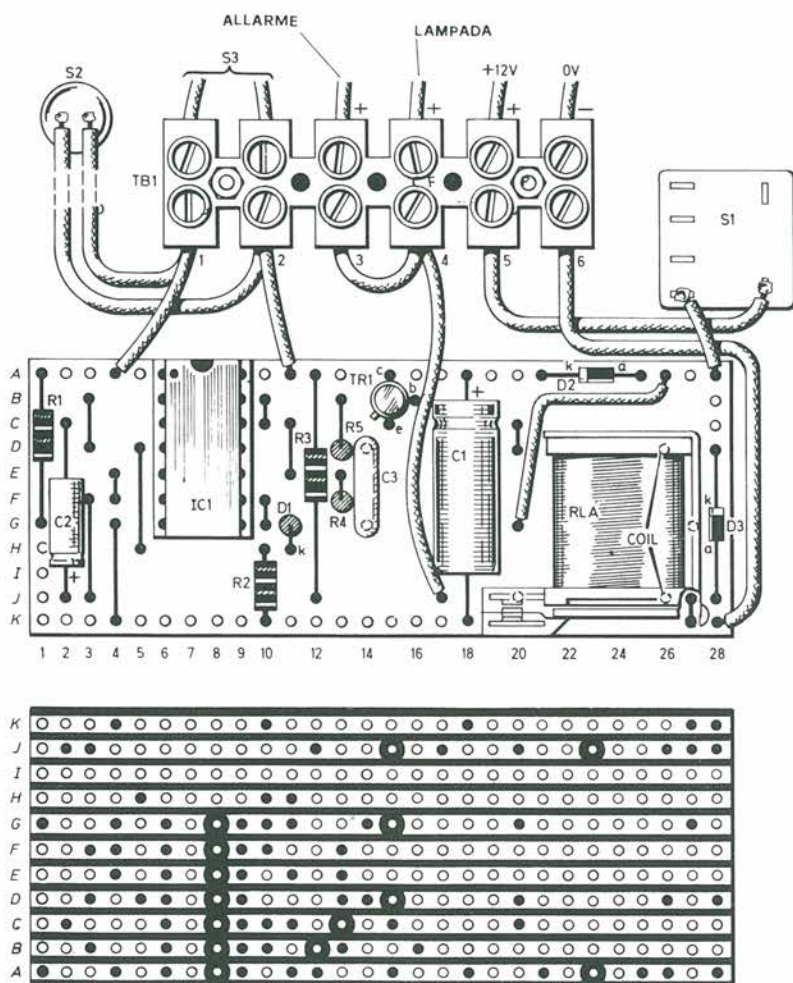 ALLARME
LAMPADA
S2
S3
+12V
0V
+
+
+
−
TB1
S1
1
2
3
4
5
6
A
B
C
D
E
F
G
H
I
J
K
R1
C2
+
IC1
D1
k
R2
R3
TR1
c
b
e
R5
R4
C3
C1
+
k
a
D2
RLA
COIL
k
D3
a
1 2 3 4 5 6 7 8 9 10 12 14 16 18 20 22 24 26 28
K
J
I
H
G
F
E
D
C
B
A